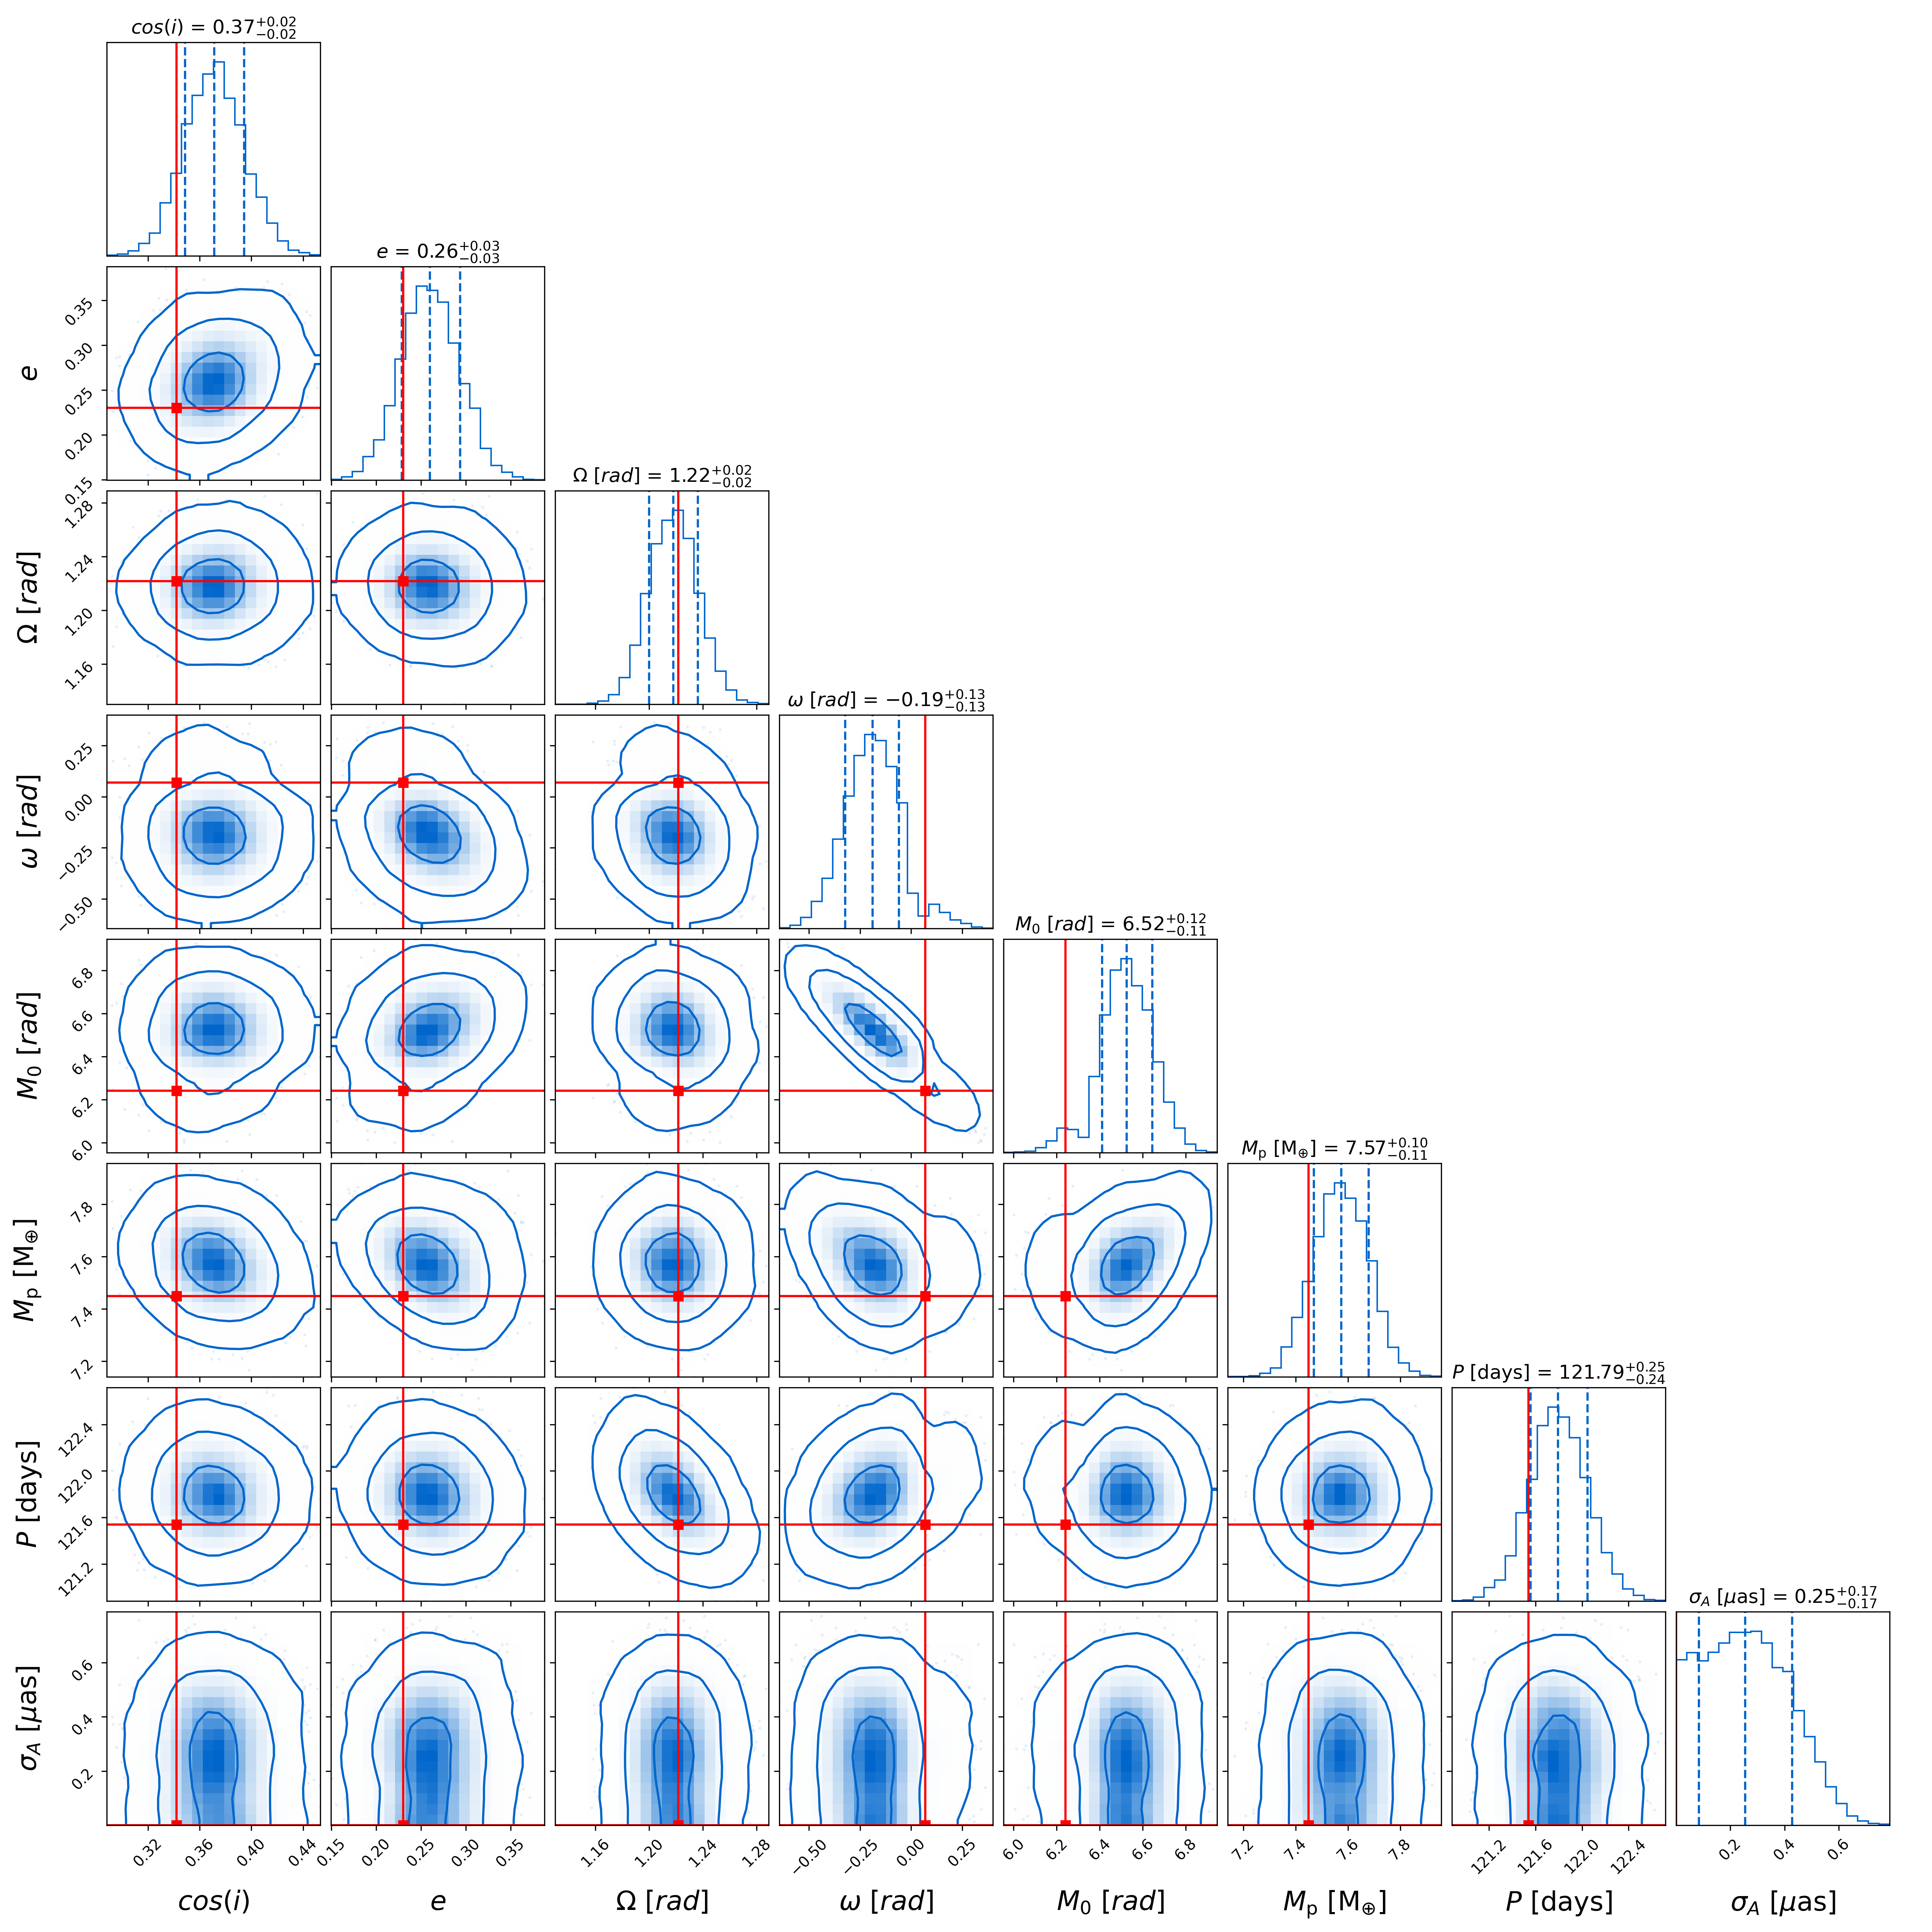 cos(i) = 0.37 +0.02 −0.02
e = 0.26 +0.03 −0.03
0.35
0.30
0.25
0.20
0.15
e
Ω [rad] = 1.22 +0.02 −0.02
1.28
1.24
1.20
1.16
Ω [rad]
ω [rad] = −0.19 +0.13 −0.13
0.25
0.00
−0.25
−0.50
ω [rad]
M₀ [rad] = 6.52 +0.12 −0.11
6.8
6.6
6.4
6.2
6.0
M₀ [rad]
Mₚ [M⊕] = 7.57 +0.10 −0.11
7.8
7.6
7.4
7.2
Mₚ [M⊕]
P [days] = 121.79 +0.25 −0.24
122.4
122.0
121.6
121.2
P [days]
σ_A [μas] = 0.25 +0.17 −0.17
0.6
0.4
0.2
σ_A [μas]
0.32 0.36 0.40 0.44 0.15 0.20 0.25 0.30 0.35 1.16 1.20 1.24 1.28 −0.50 −0.25 0.00 0.25 6.0 6.2 6.4 6.6 6.8 7.2 7.4 7.6 7.8 121.2 121.6 122.0 122.4 0.2 0.4 0.6
cos(i) e Ω [rad] ω [rad] M₀ [rad] Mₚ [M⊕] P [days] σ_A [μas]